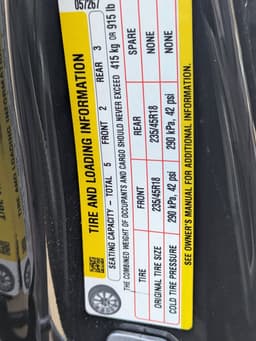 057267
TIRE AND LOADING INFORMATION
SEATING CAPACITY - TOTAL 5 FRONT 2 REAR 3
THE COMBINED WEIGHT OF OCCUPANTS AND CARGO SHOULD NEVER EXCEED 415 kg OR 915 lb
TIRE FRONT REAR SPARE
ORIGINAL TIRE SIZE 235/45R18 235/45R18 NONE
COLD TIRE PRESSURE 290 kPa, 42 psi 290 kPa, 42 psi NONE
SEE OWNER'S MANUAL FOR ADDITIONAL INFORMATION.